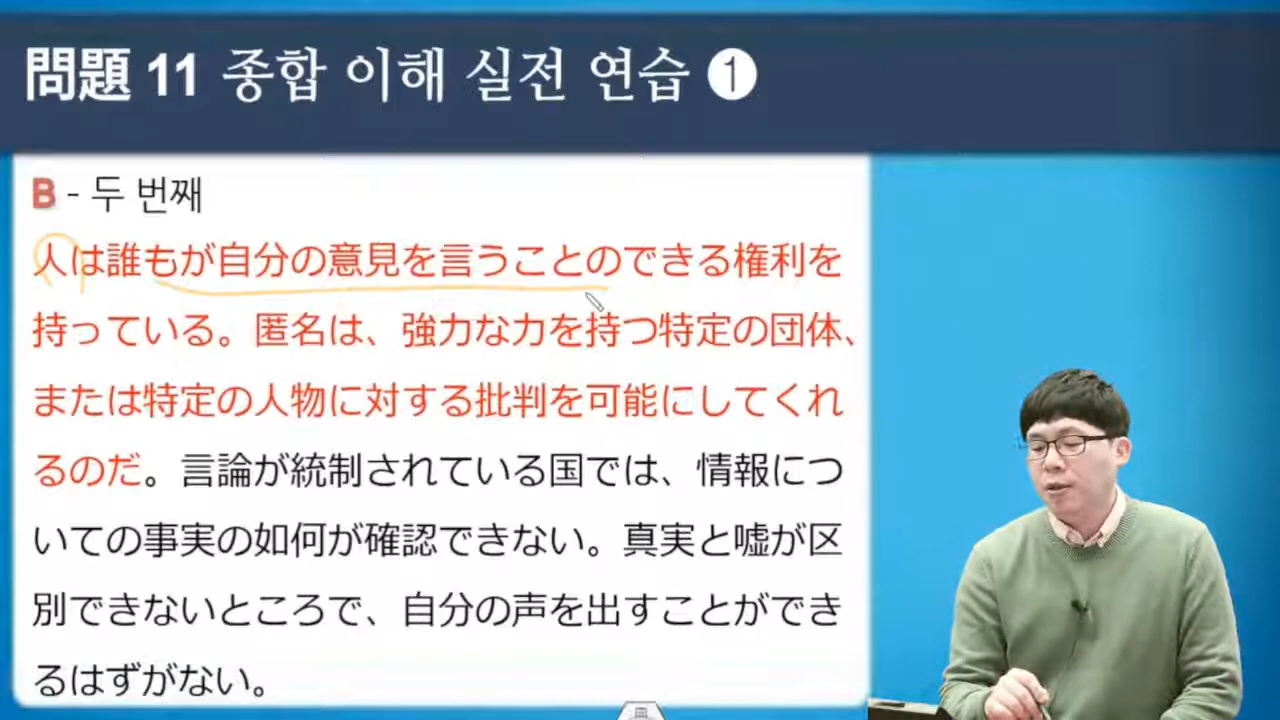 問題 11 종합 이해 실전 연습 ❶
B - 두 번째
人は誰もが自分の意見を言うことのできる権利を
持っている。匿名は、強力な力を持つ特定の団体、
または特定の人物に対する批判を可能にしてくれ
るのだ。言論が統制されている国では、情報につ
いての事実の如何が確認できない。真実と嘘が区
別できないところで、自分の声を出すことができ
るはずがない。